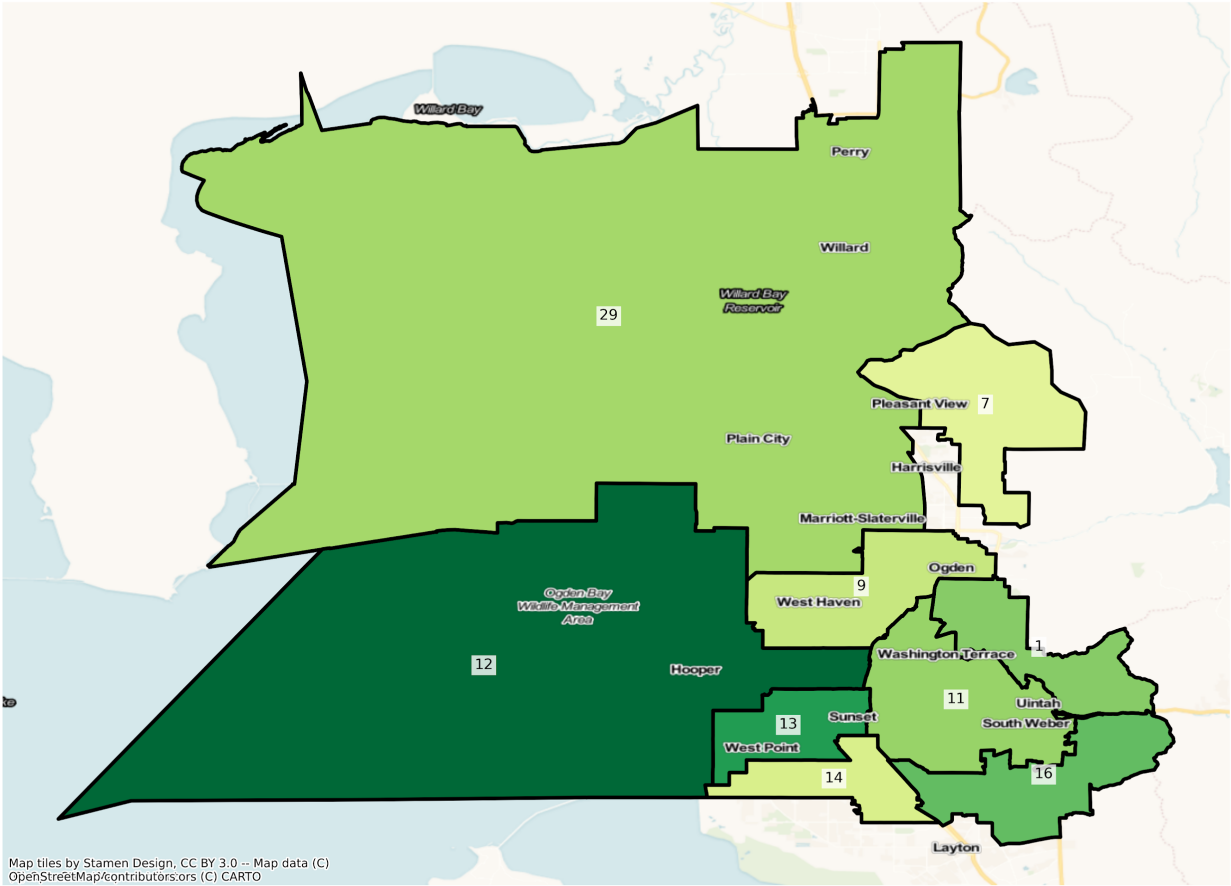 Willard Bay
Perry
Willard
Willard Bay
Reservoir
29
Pleasant View
7
Plain City
Harrisville
Marriott-Slaterville
Ogden
9
Ogden Bay
Wildlife Management
Area
West Haven
1
Washington Terrace
12
Hooper
11
Uintah
ke
13
Sunset
South Weber
West Point
14
16
Layton
Map tiles by Stamen Design, CC BY 3.0 -- Map data (C)
OpenStreetMap contributors (C) CARTO